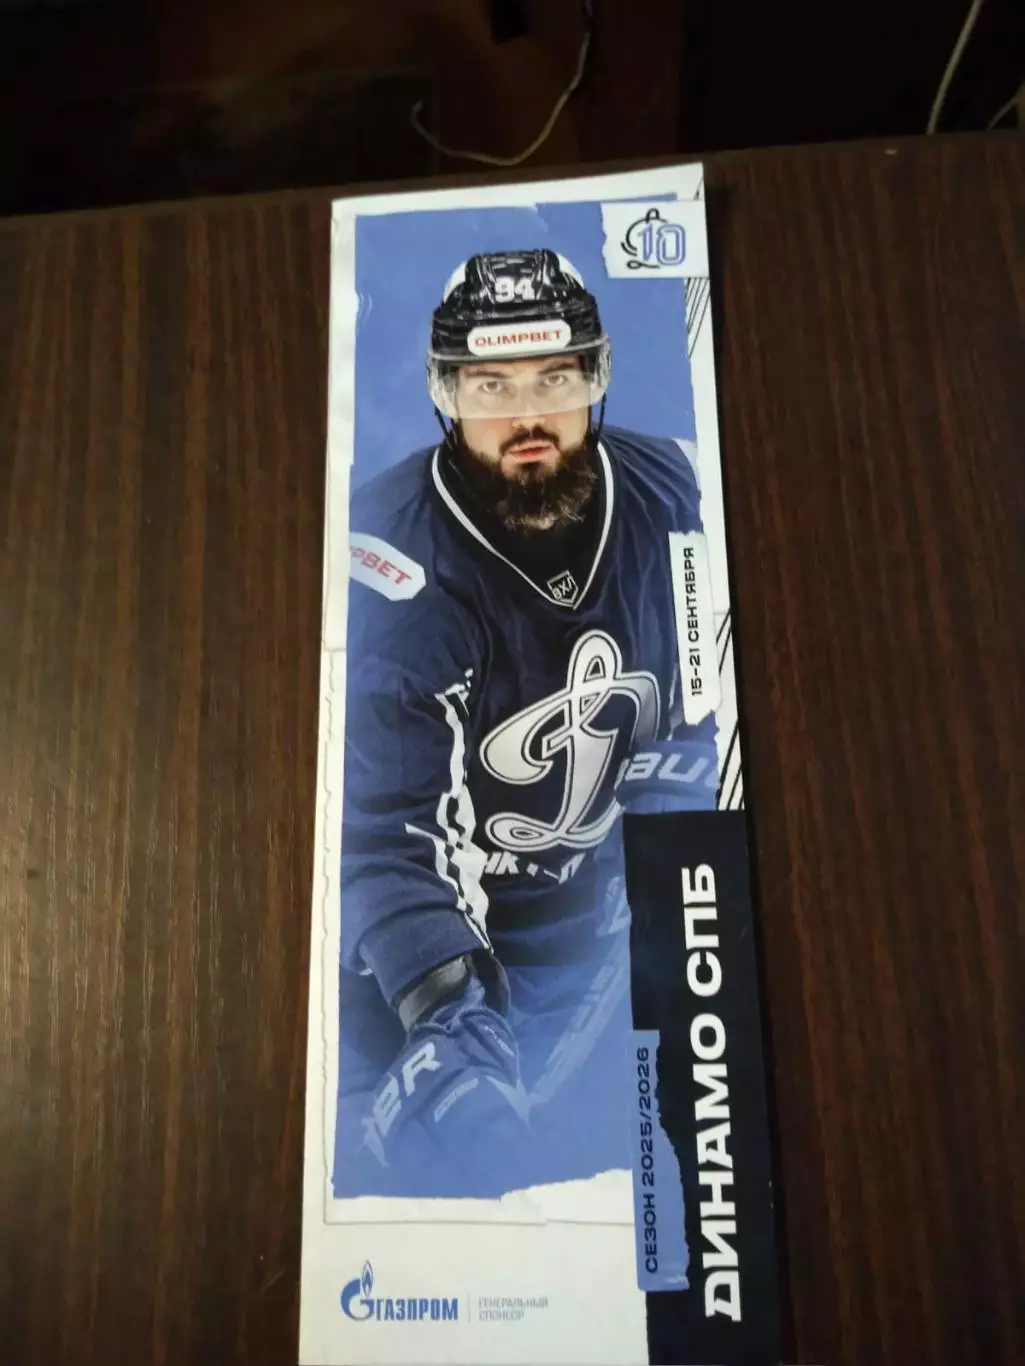 10
94
OLIMPBET
PBET
ВХЛ
15-21 СЕНТЯБРЯ
ДИНАМО СПБ
СЕЗОН 2025/2026
ГАЗПРОМ
ГЕНЕРАЛЬНЫЙ
СПОНСОР